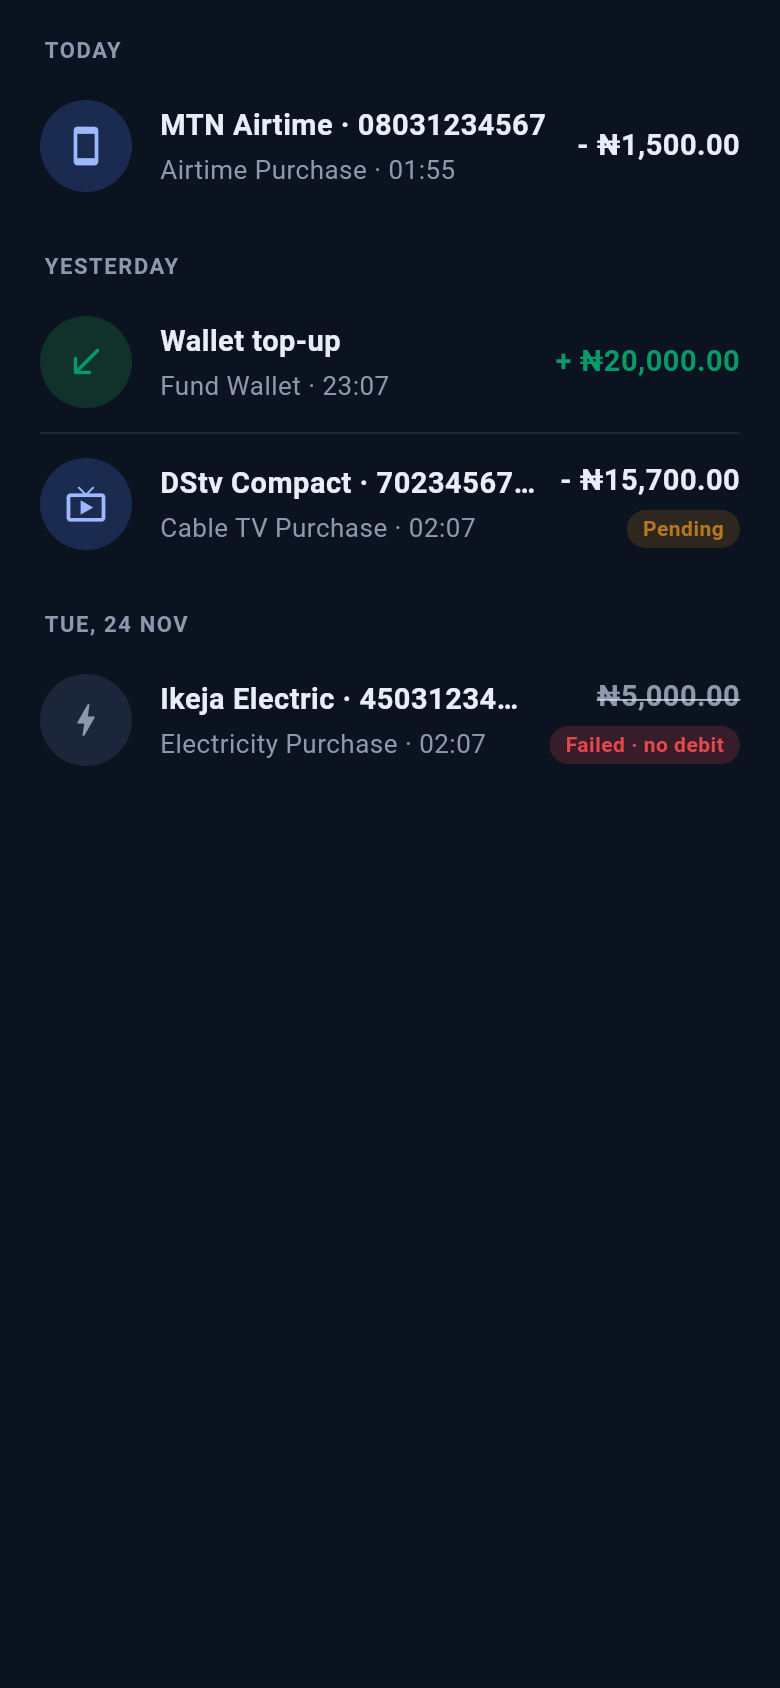 TODAY
MTN Airtime · 08031234567
- ₦1,500.00
Airtime Purchase · 01:55
YESTERDAY
Wallet top-up
+ ₦20,000.00
Fund Wallet · 23:07
DStv Compact · 70234567…
- ₦15,700.00
Cable TV Purchase · 02:07
Pending
TUE, 24 NOV
Ikeja Electric · 45031234…
₦5,000.00
Electricity Purchase · 02:07
Failed · no debit